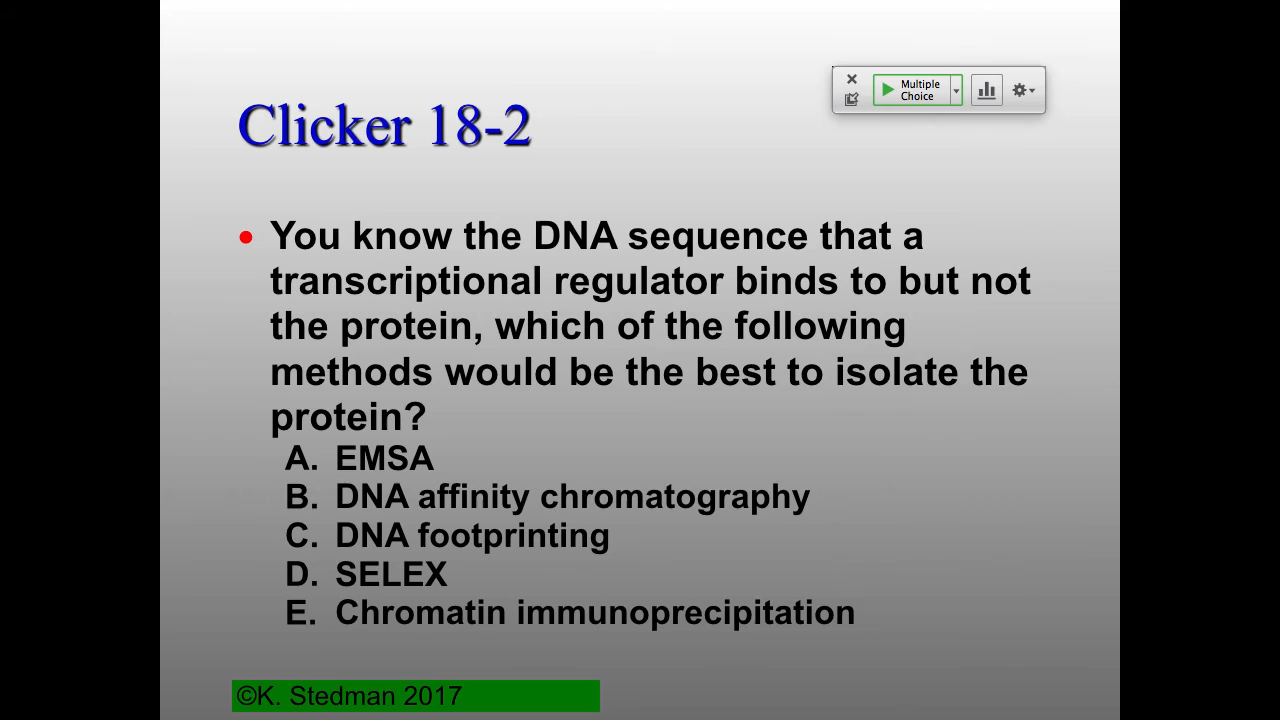 Multiple
Choice
Clicker 18-2
• You know the DNA sequence that a
transcriptional regulator binds to but not
the protein, which of the following
methods would be the best to isolate the
protein?
A. EMSA
B. DNA affinity chromatography
C. DNA footprinting
D. SELEX
E. Chromatin immunoprecipitation
©K. Stedman 2017